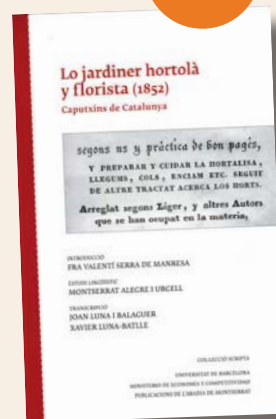 Lo jardiner hortolà
y florista (1852)
Caputxins de Catalunya
segons us y práctica de bon pagés,
Y PREPARAR Y CUIDAR LA HORTALISA,
LLEGUMS, COLS, ENCIAM ETC. SEGUIT
DE ALTRE TRACTAT ACERCA LOS HORTS.
Arreglat segons Liger, y altres Autors
que se han ocupat en la materia,
INTRODUCCIÓ
FRA VALENTÍ SERRA DE MANRESA
ESTUDI LINGÜÍSTIC
MONTSERRAT ALEGRE I URGELL
TRANSCRIPCIÓ
JOAN LUNA I BALAGUER
XAVIER LUNA-BATLLE
COL·LECCIÓ SCRIPTA
UNIVERSITAT DE BARCELONA
MINISTERIO DE ECONOMÍA Y COMPETITIVIDAD
PUBLICACIONS DE L'ABADIA DE MONTSERRAT